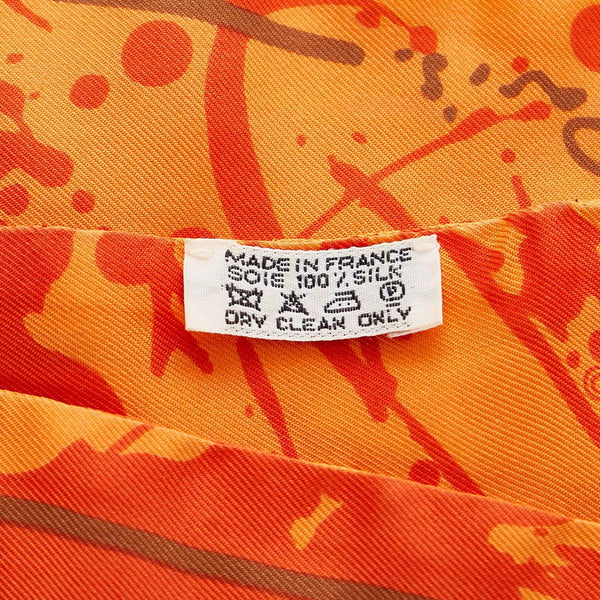 MADE IN FRANCE
SOIE 100% SILK
DRY CLEAN ONLY